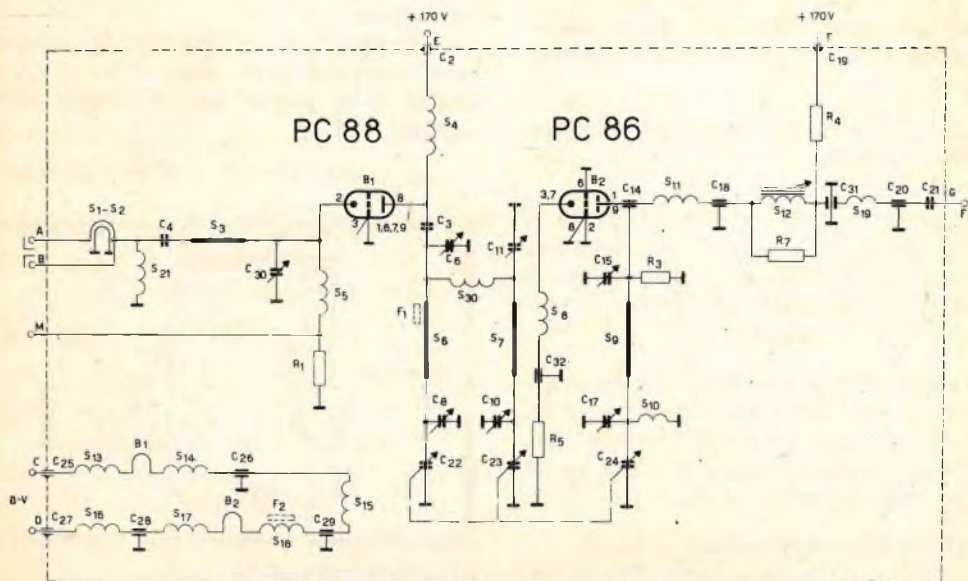 + 170 V
+ 170V
E
F
C2
C19
S4
R4
PC 88
PC 86
B1
B2
6
2
8
3
1,6,7,9
3,7
1
9
8
2
C14
S11
C18
S12
C31
S19
C20
C21
G
F
R7
A
B
S1-S2
C4
S3
S21
C30
S5
C3
C6
C11
S30
C15
R3
F1
S6
S7
S8
S9
M
R1
C32
C8
C10
C17
S10
R5
C22
C23
C24
C
C25
S13
B1
S14
C26
S15
8-V
D
C27
S16
C28
S17
B2
F2
S18
C29